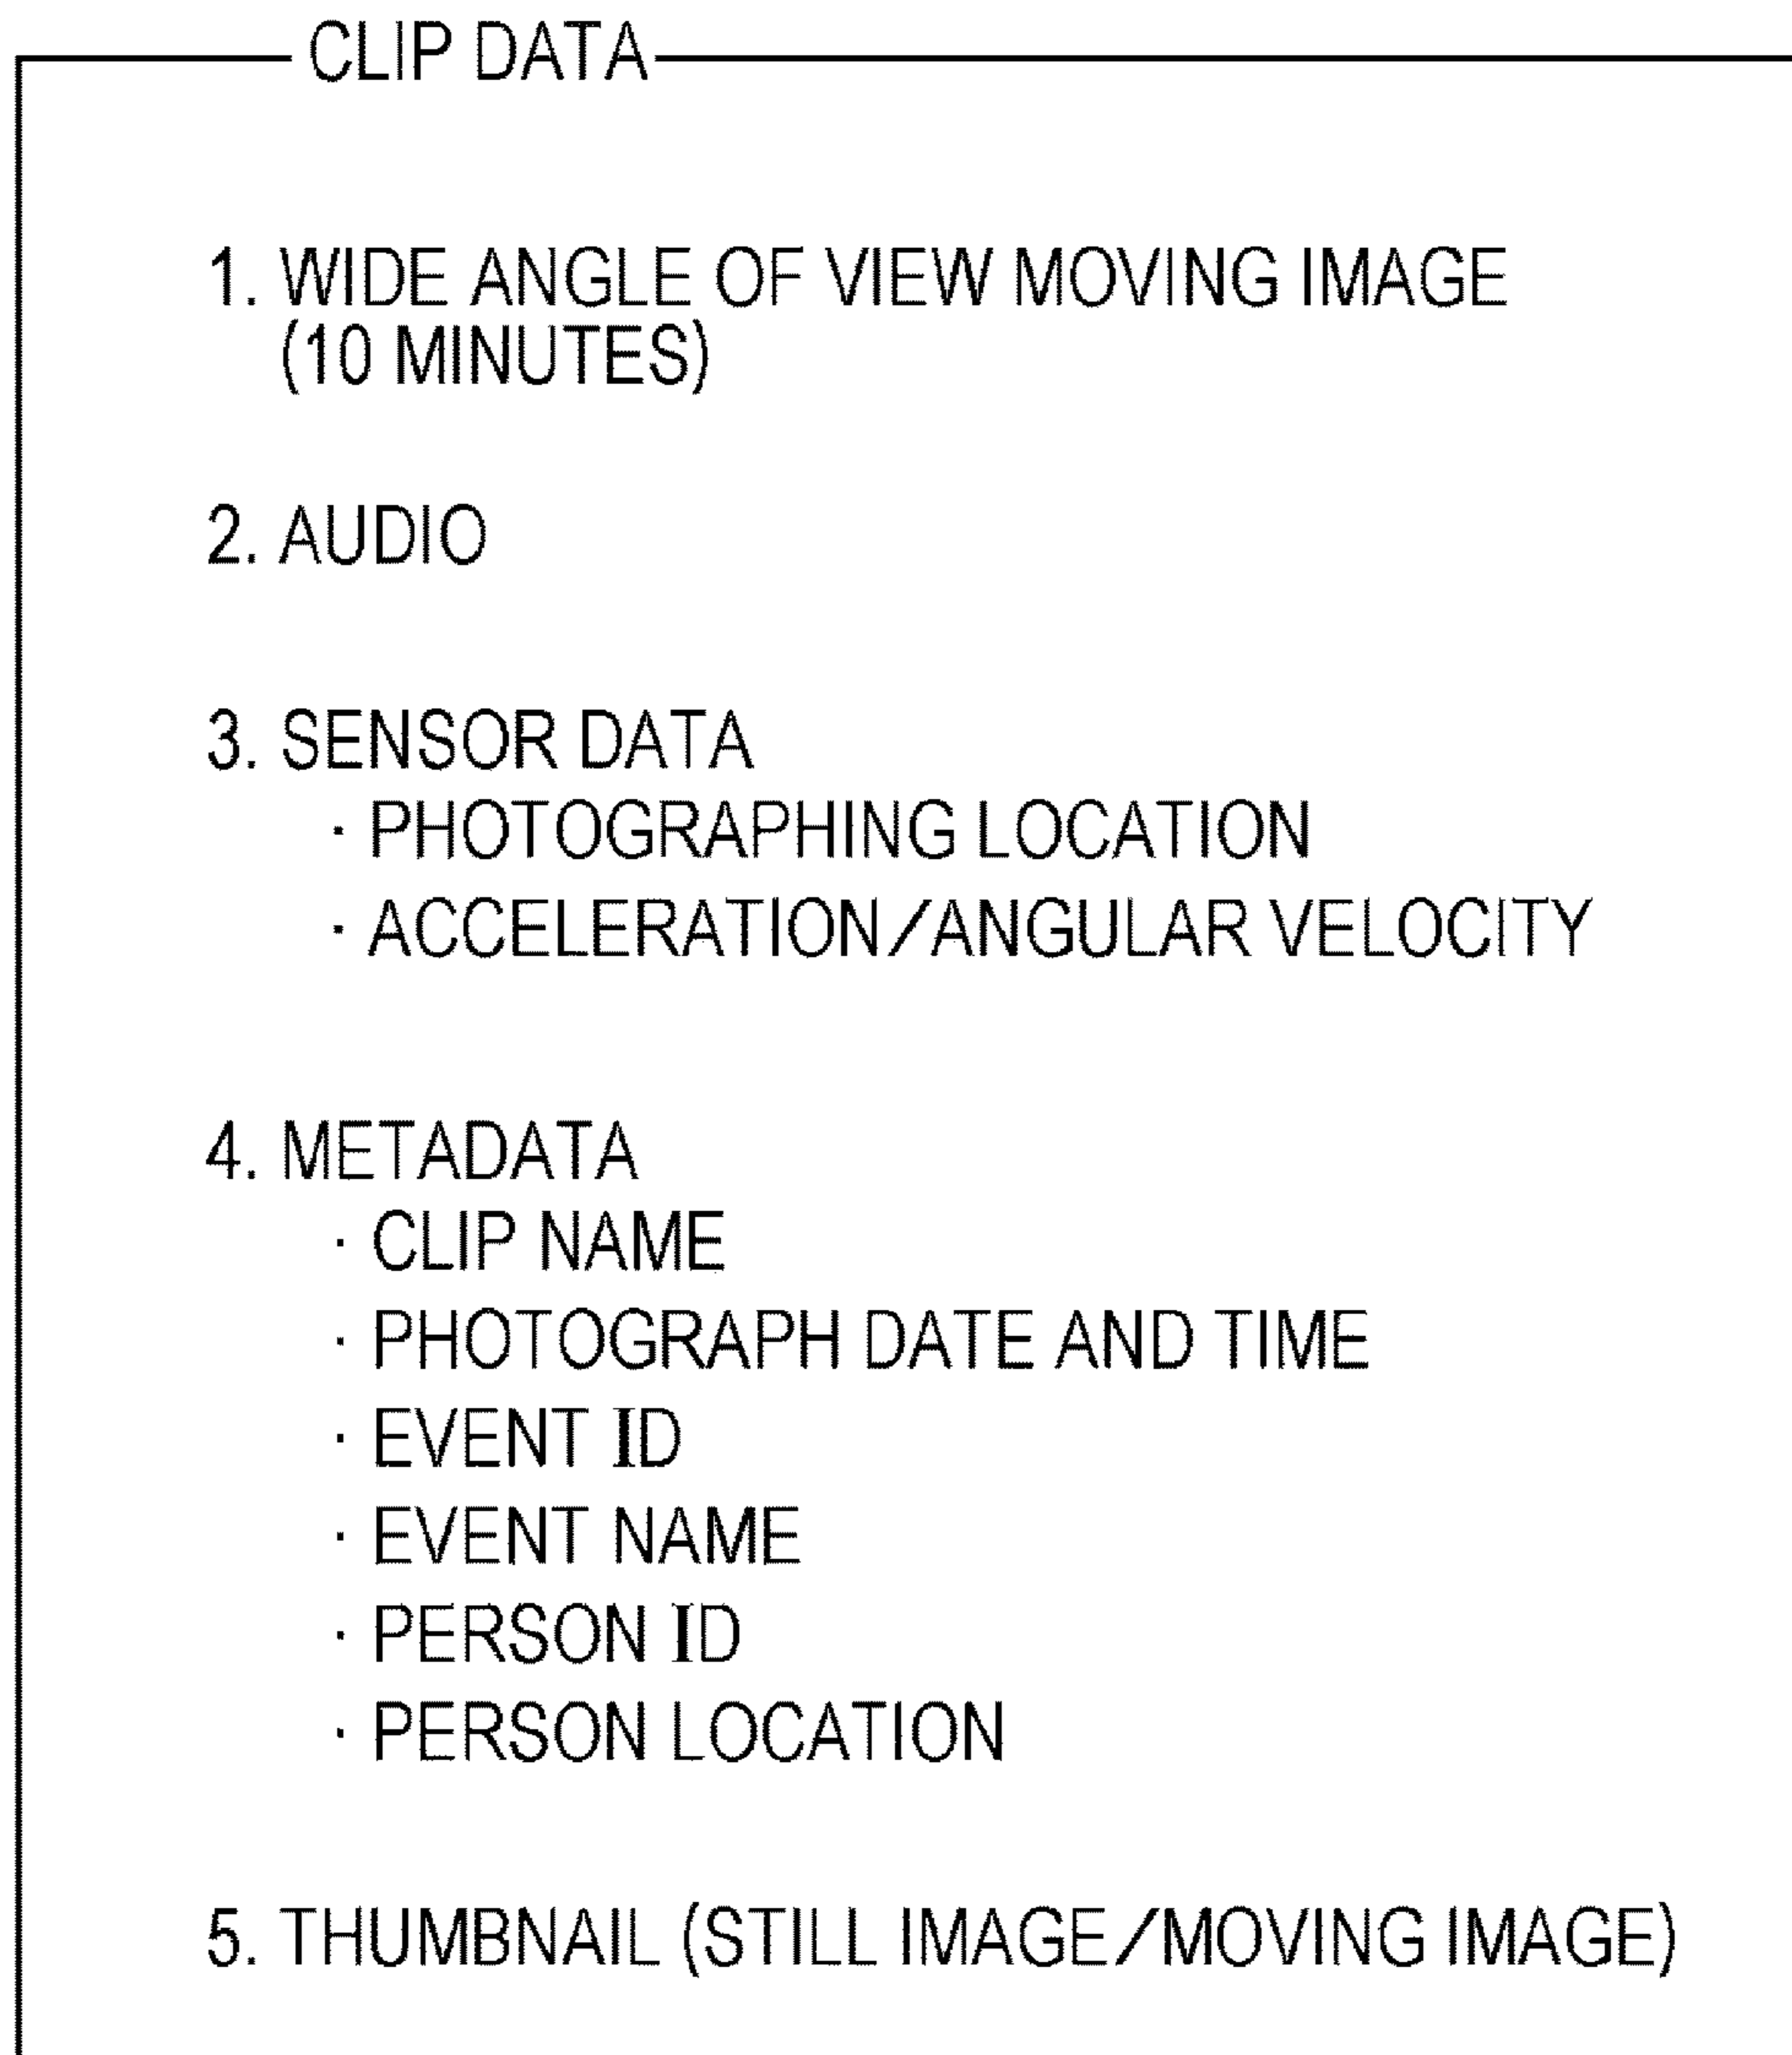 CLIP DATA
1. WIDE ANGLE OF VIEW MOVING IMAGE
(10 MINUTES)
2. AUDIO
3. SENSOR DATA
· PHOTOGRAPHING LOCATION
· ACCELERATION/ANGULAR VELOCITY
4. METADATA
· CLIP NAME
· PHOTOGRAPH DATE AND TIME
· EVENT ID
· EVENT NAME
· PERSON ID
· PERSON LOCATION
5. THUMBNAIL (STILL IMAGE/MOVING IMAGE)